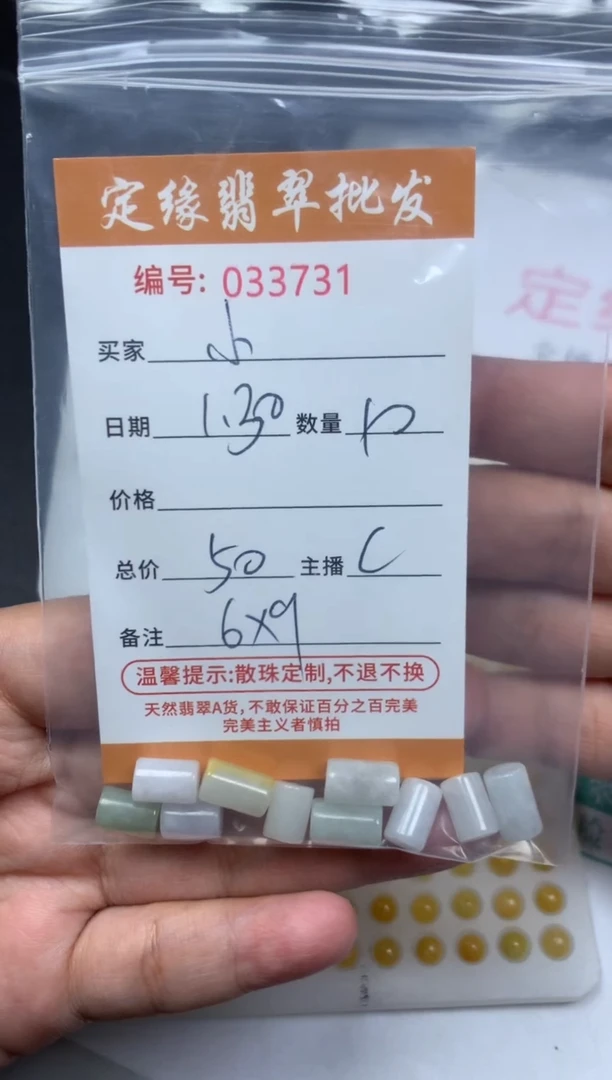 定缘翡翠批发
编号: 033731
买家 小
日期 1.30 数量 10
价格
总价 50 主播 C
备注 6x9
温馨提示:散珠定制,不退不换
天然翡翠A货,不敢保证百分之百完美
完美主义者慎拍
定